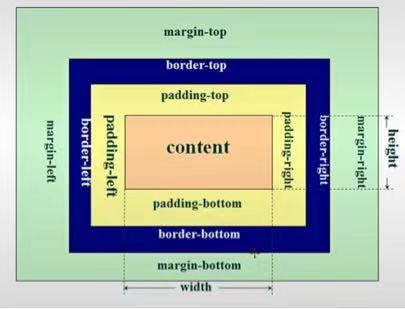 margin-top
border-top
padding-top
margin-left
border-left
padding-left
content
padding-right
border-right
margin-right
height
padding-bottom
border-bottom
margin-bottom
width